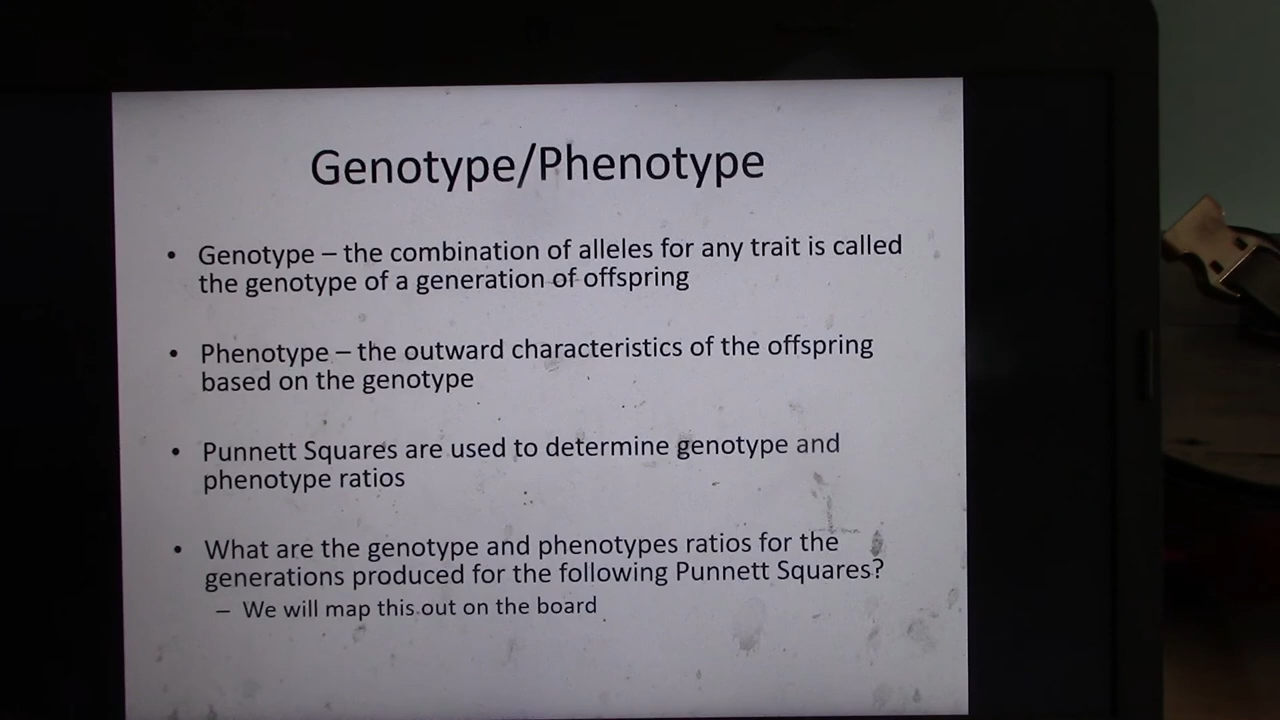 Genotype/Phenotype
• Genotype – the combination of alleles for any trait is called
the genotype of a generation of offspring
• Phenotype – the outward characteristics of the offspring
based on the genotype
• Punnett Squares are used to determine genotype and
phenotype ratios
• What are the genotype and phenotypes ratios for the
generations produced for the following Punnett Squares?
– We will map this out on the board